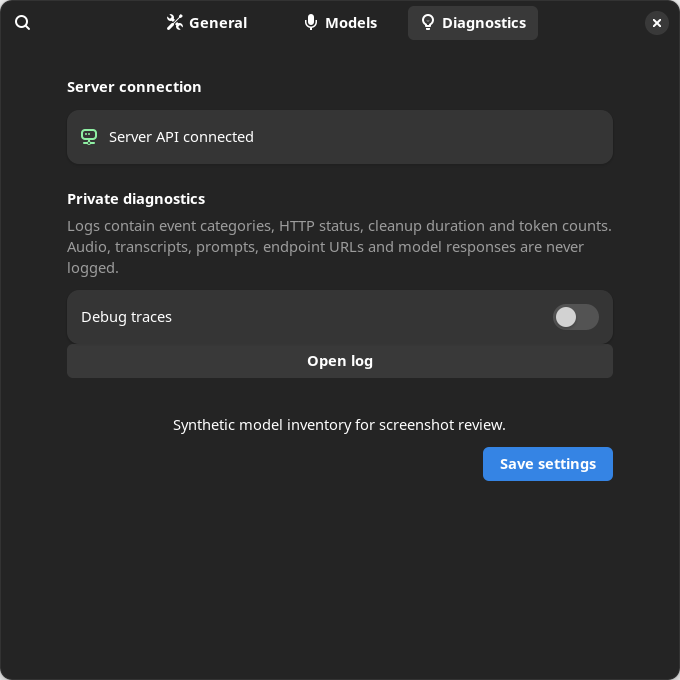 General
Models
Diagnostics
Server connection
Server API connected
Private diagnostics
Logs contain event categories, HTTP status, cleanup duration and token counts.
Audio, transcripts, prompts, endpoint URLs and model responses are never
logged.
Debug traces
Open log
Synthetic model inventory for screenshot review.
Save settings